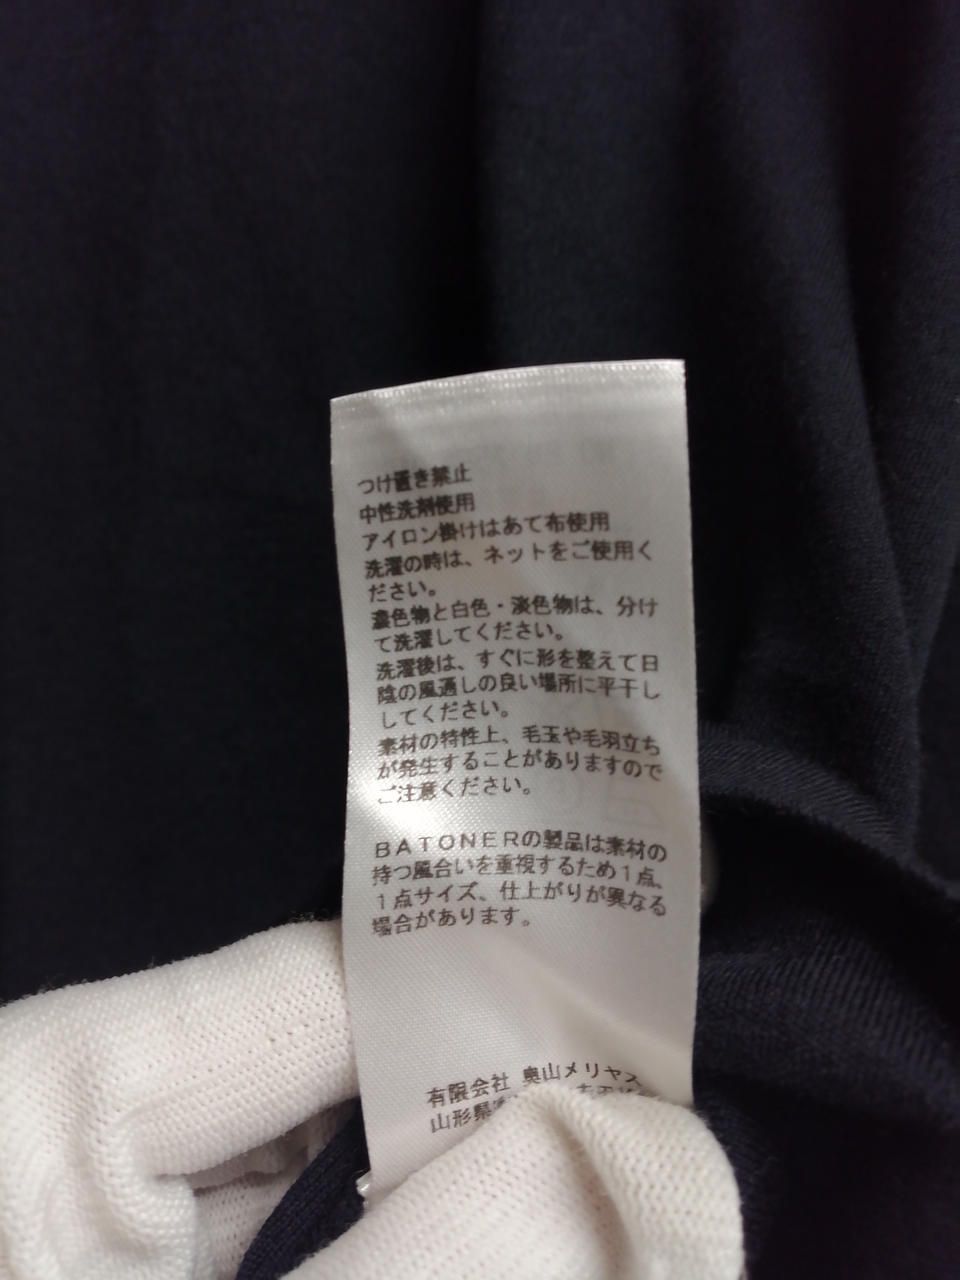 つけ置き禁止
中性洗剤使用
アイロン掛けはあて布使用
洗濯の時は、ネットをご使用く
ださい。
濃色物と白色・淡色物は、分け
て洗濯してください。
洗濯後は、すぐに形を整えて日
陰の風通しの良い場所に平干し
してください。
素材の特性上、毛玉や毛羽立ち
が発生することがありますので
ご注意ください。
BATONERの製品は素材の
持つ風合いを重視するため1点、
1点サイズ、仕上がりが異なる
場合があります。
有限会社 奥山メリヤス
山形県